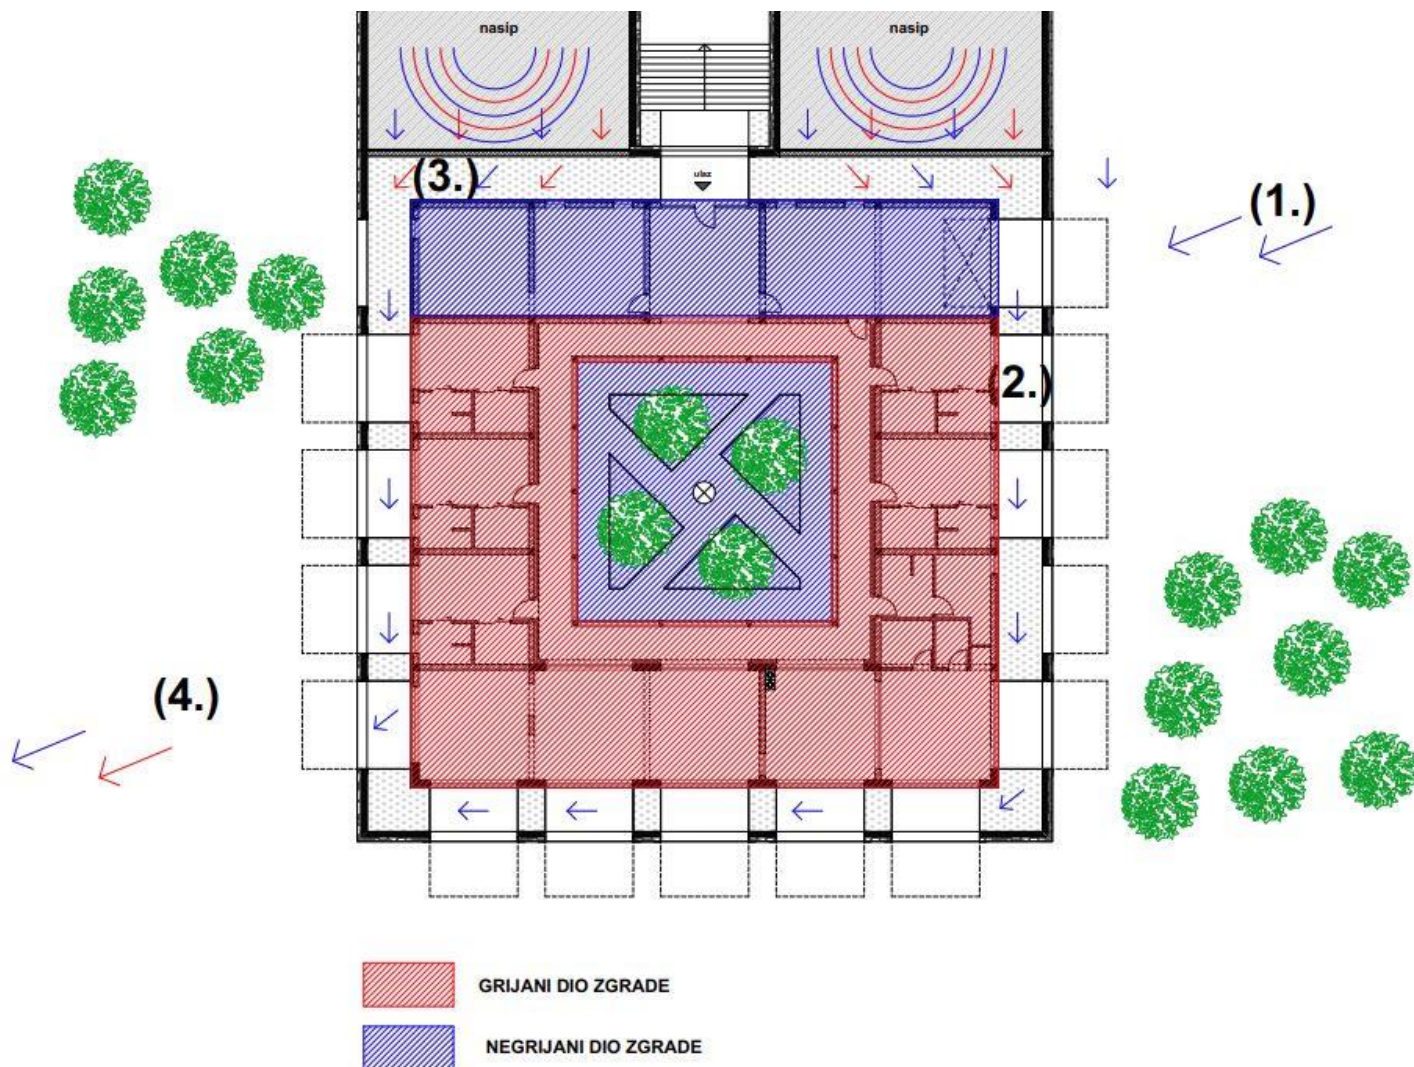 nasip
nasip
(3.)
ulaz
(1.)
(2.)
(4.)
GRIJANI DIO ZGRADE
NEGRIJANI DIO ZGRADE